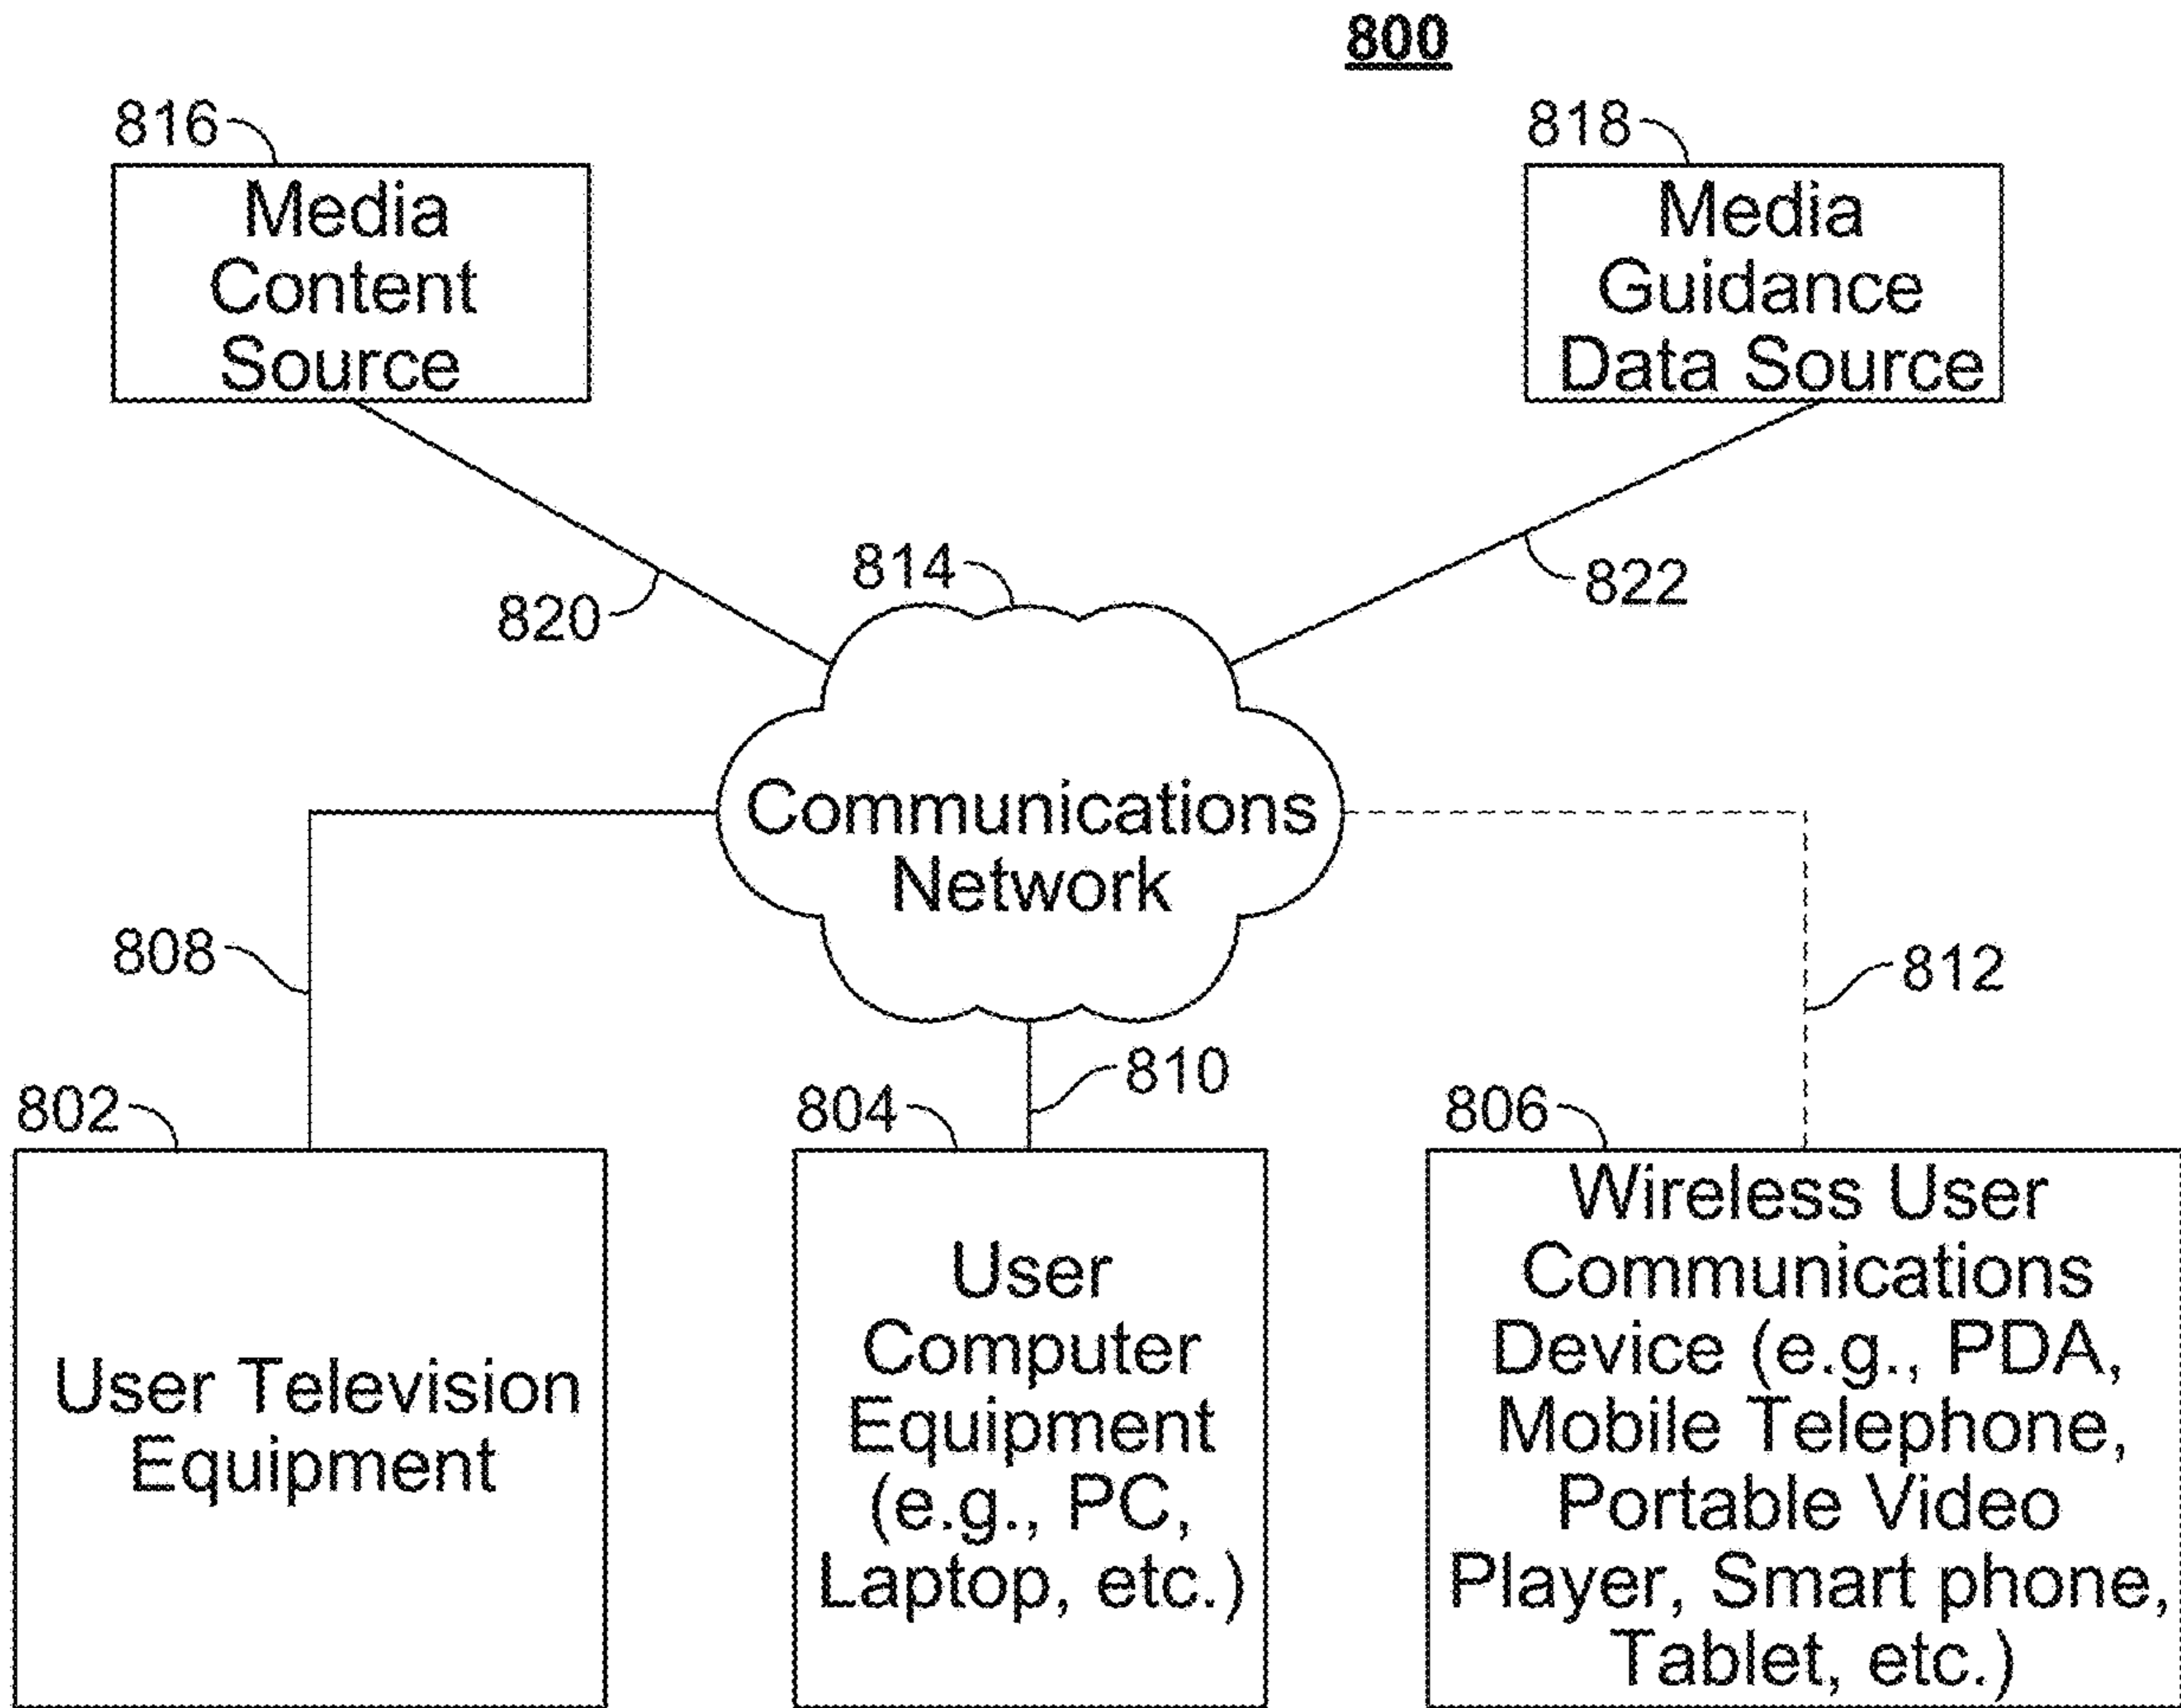 800
816
Media
Content
Source
818
Media
Guidance
Data Source
820
814
822
Communications
Network
808
812
810
802
User Television
Equipment
804
User
Computer
Equipment
(e.g., PC,
Laptop, etc.)
806
Wireless User
Communications
Device (e.g., PDA,
Mobile Telephone,
Portable Video
Player, Smart phone,
Tablet, etc.)